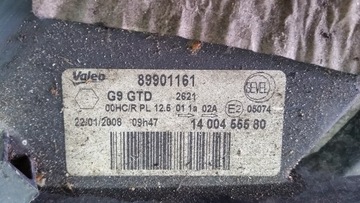 Valeo
89901161
G9 GTD 2621
SEVEL
00HC/R PL 12.5 01 1a 02A E2 05074
22/01/2008 09h47 14 004 555 80